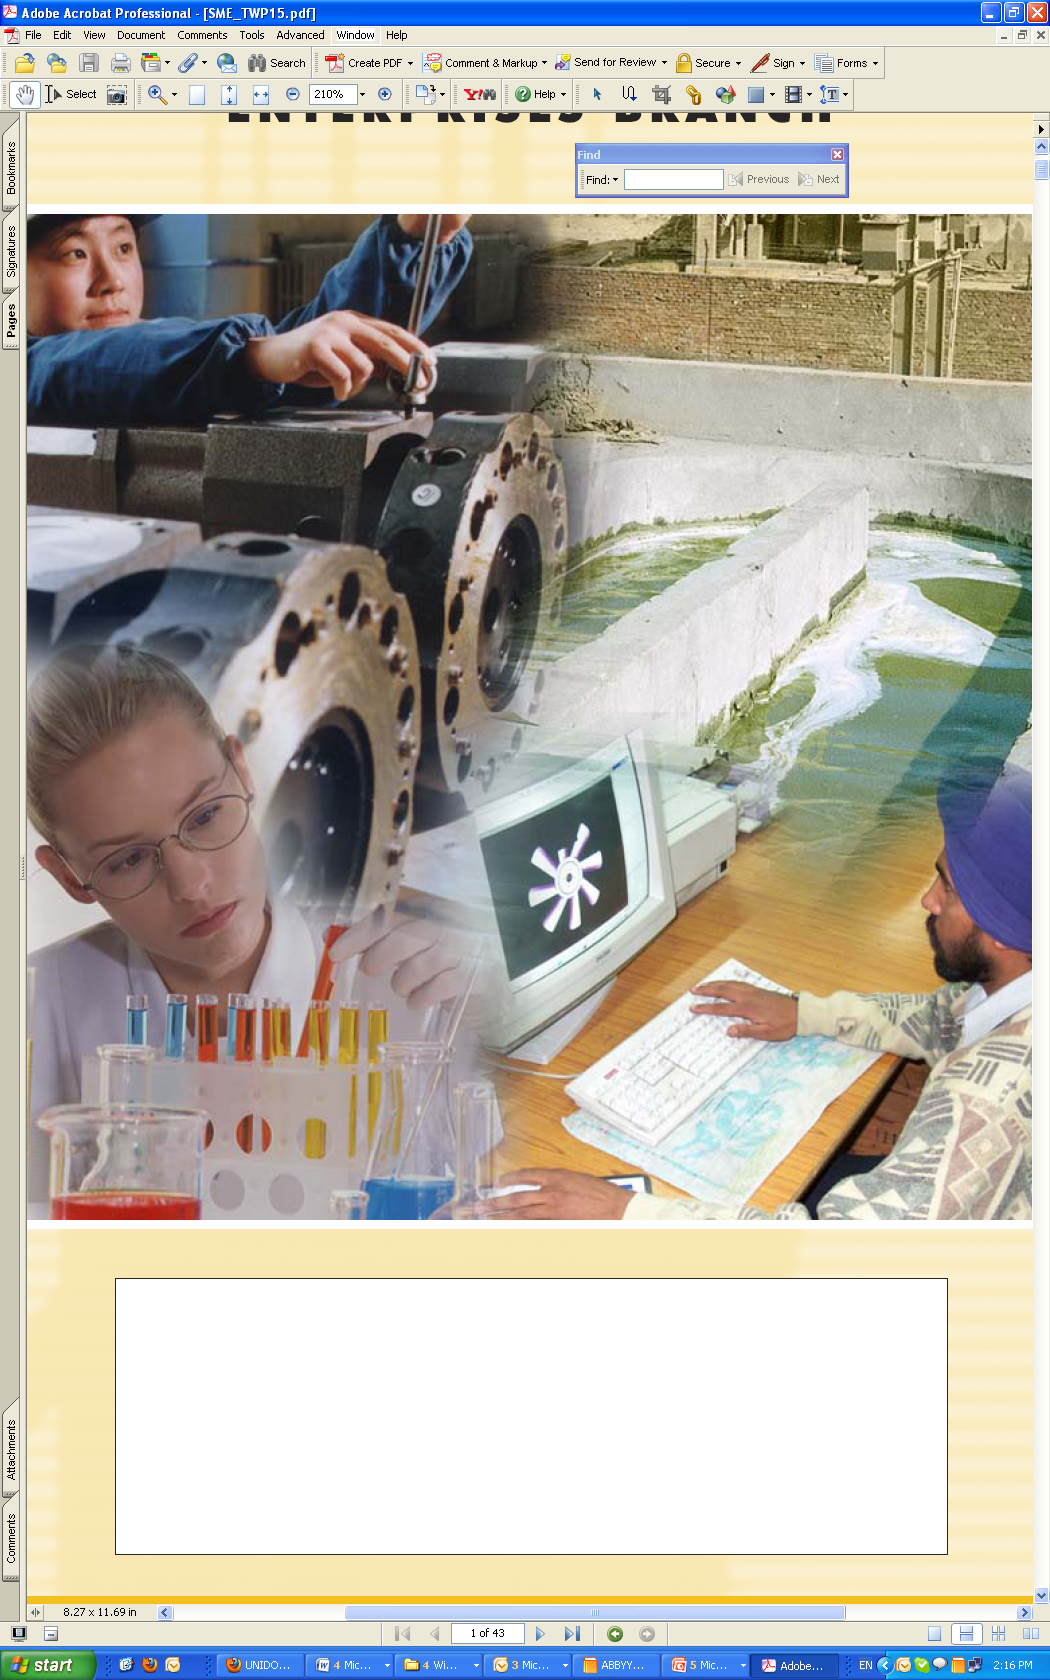 Adobe Acrobat Professional - [SME_TWP15.pdf]
File Edit View Document Comments Tools Advanced Window Help
Search Create PDF Comment & Markup Send for Review Secure Sign Forms
Select 210% Y! Help
ENTERPRISES BRANCH
Find
Find: Previous Next
Bookmarks
Signatures
Pages
Attachments
Comments
8.27 x 11.69 in
1 of 43
start UNIDO... 4 Mic... 4 Wi... 3 Mic... ABBYY... 5 Mic... Adobe... EN 2:16 PM